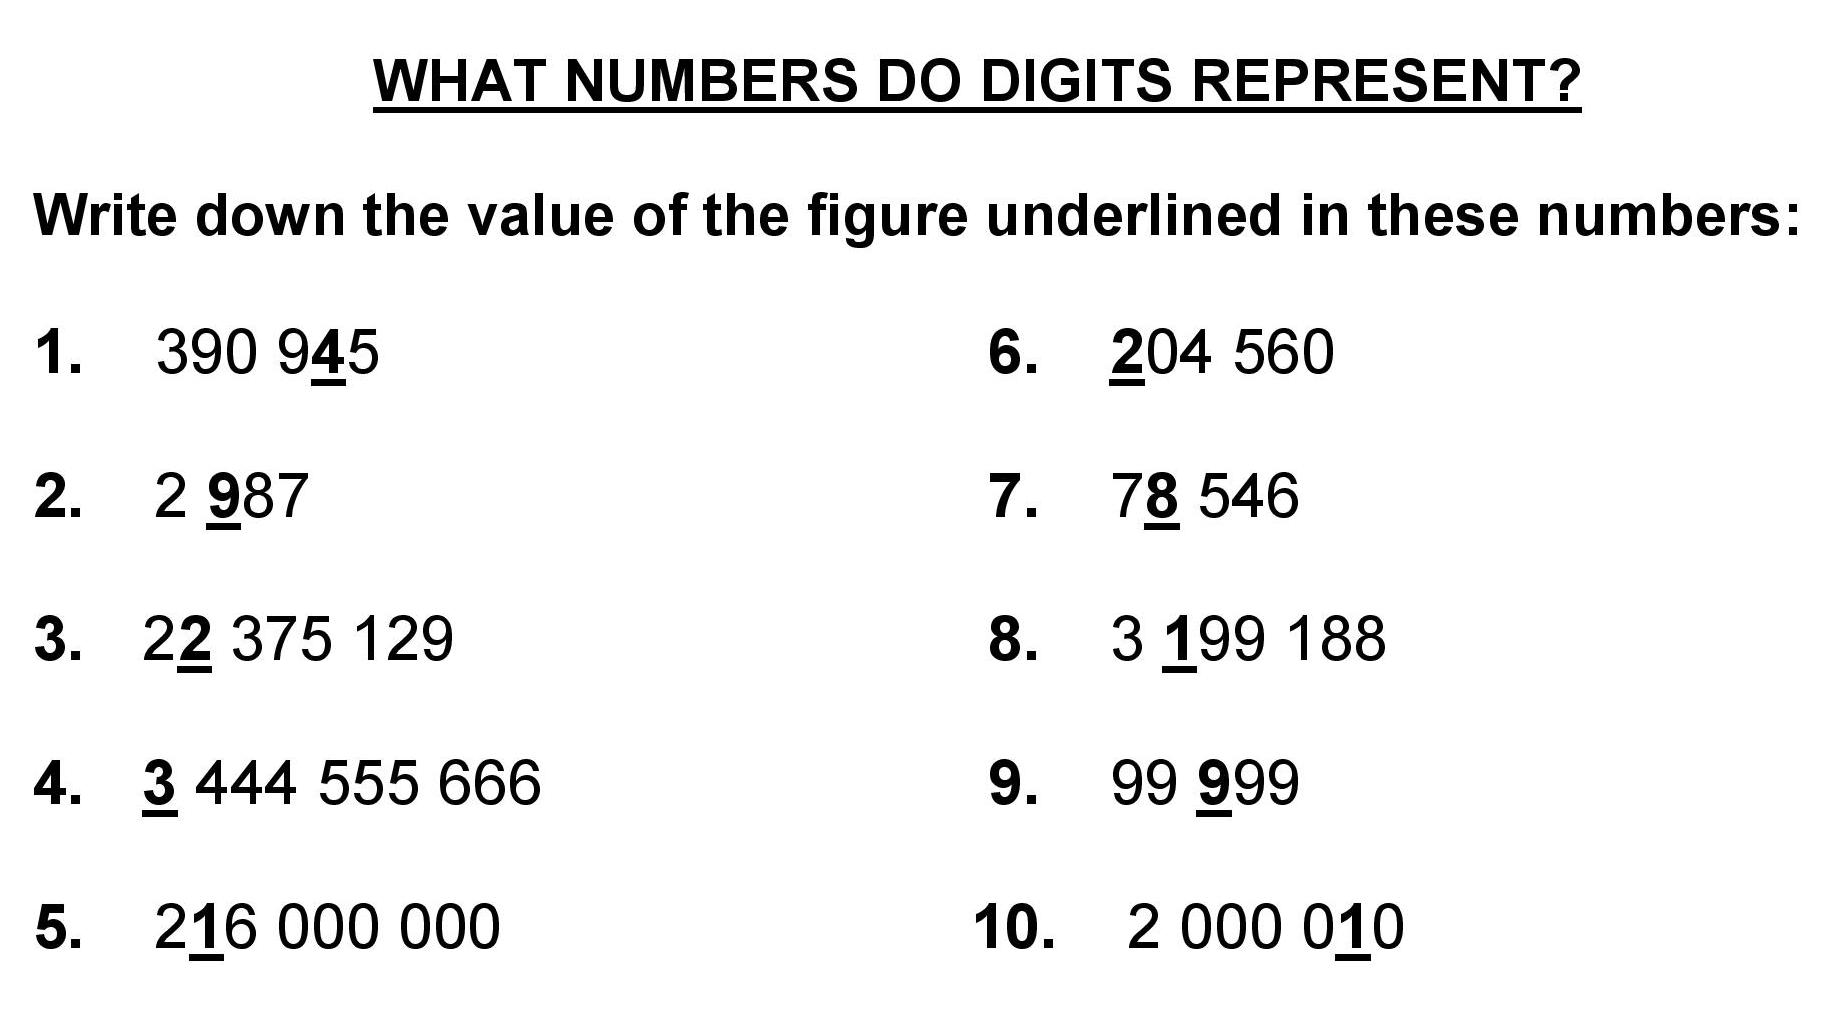 WHAT NUMBERS DO DIGITS REPRESENT?
Write down the value of the figure underlined in these numbers:
1. 390 945
6. 204 560
2. 2 987
7. 78 546
3. 22 375 129
8. 3 199 188
4. 3 444 555 666
9. 99 999
5. 216 000 000
10. 2 000 010